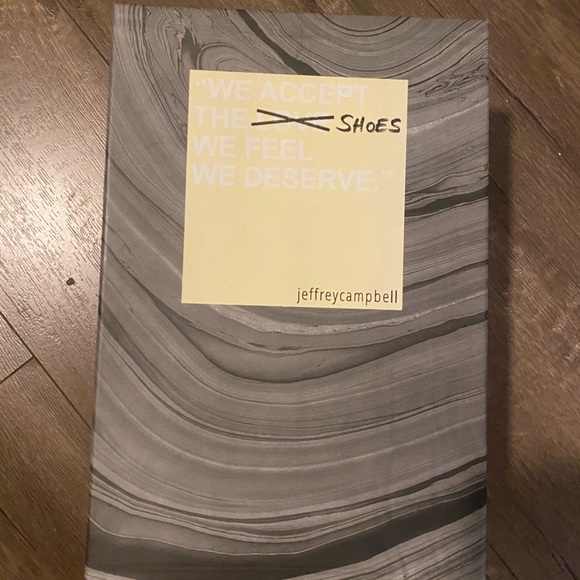 "WE ACCEPT
THE SHOES
WE FEEL
WE DESERVE."
jeffreycampbell